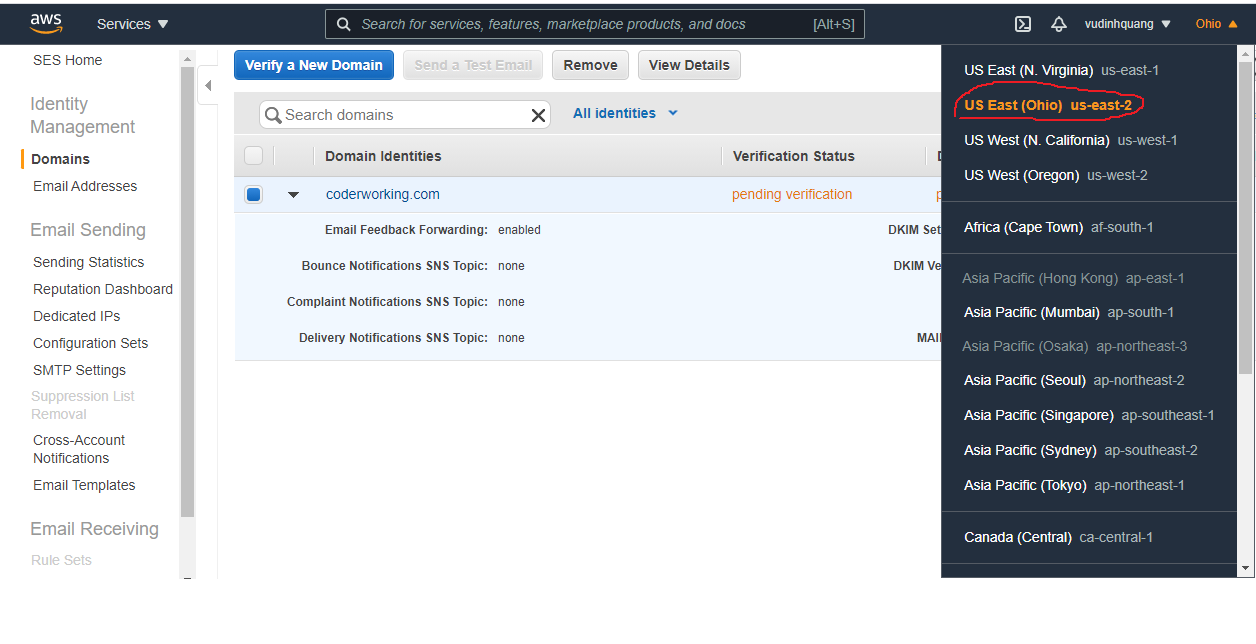 aws Services Search for services, features, marketplace products, and docs [Alt+S] vudinhquang Ohio
SES Home
Identity
Management
Domains
Email Addresses
Email Sending
Sending Statistics
Reputation Dashboard
Dedicated IPs
Configuration Sets
SMTP Settings
Suppression List
Removal
Cross-Account
Notifications
Email Templates
Email Receiving
Rule Sets
Verify a New Domain Send a Test Email Remove View Details
Search domains All identities
Domain Identities Verification Status
coderworking.com pending verification
Email Feedback Forwarding: enabled DKIM Set
Bounce Notifications SNS Topic: none DKIM Ve
Complaint Notifications SNS Topic: none
Delivery Notifications SNS Topic: none MAI
US East (N. Virginia) us-east-1
US East (Ohio) us-east-2
US West (N. California) us-west-1
US West (Oregon) us-west-2
Africa (Cape Town) af-south-1
Asia Pacific (Hong Kong) ap-east-1
Asia Pacific (Mumbai) ap-south-1
Asia Pacific (Osaka) ap-northeast-3
Asia Pacific (Seoul) ap-northeast-2
Asia Pacific (Singapore) ap-southeast-1
Asia Pacific (Sydney) ap-southeast-2
Asia Pacific (Tokyo) ap-northeast-1
Canada (Central) ca-central-1